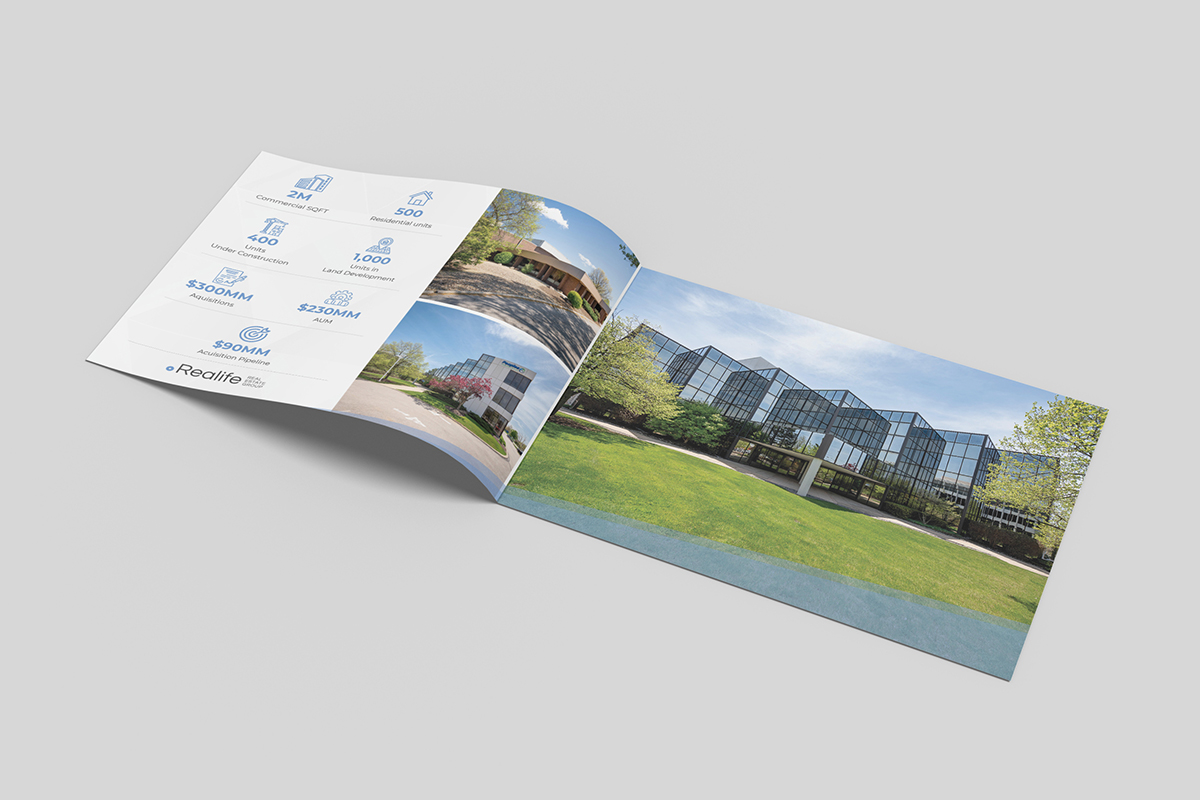 2M
Commercial SQFT
500
Residential units
400
Units
Under Construction
1,000
Units in
Land Development
$300MM
Aquisitions
$230MM
AUM
$90MM
Acuisition Pipeline
Realife
REAL
ESTATE
GROUP